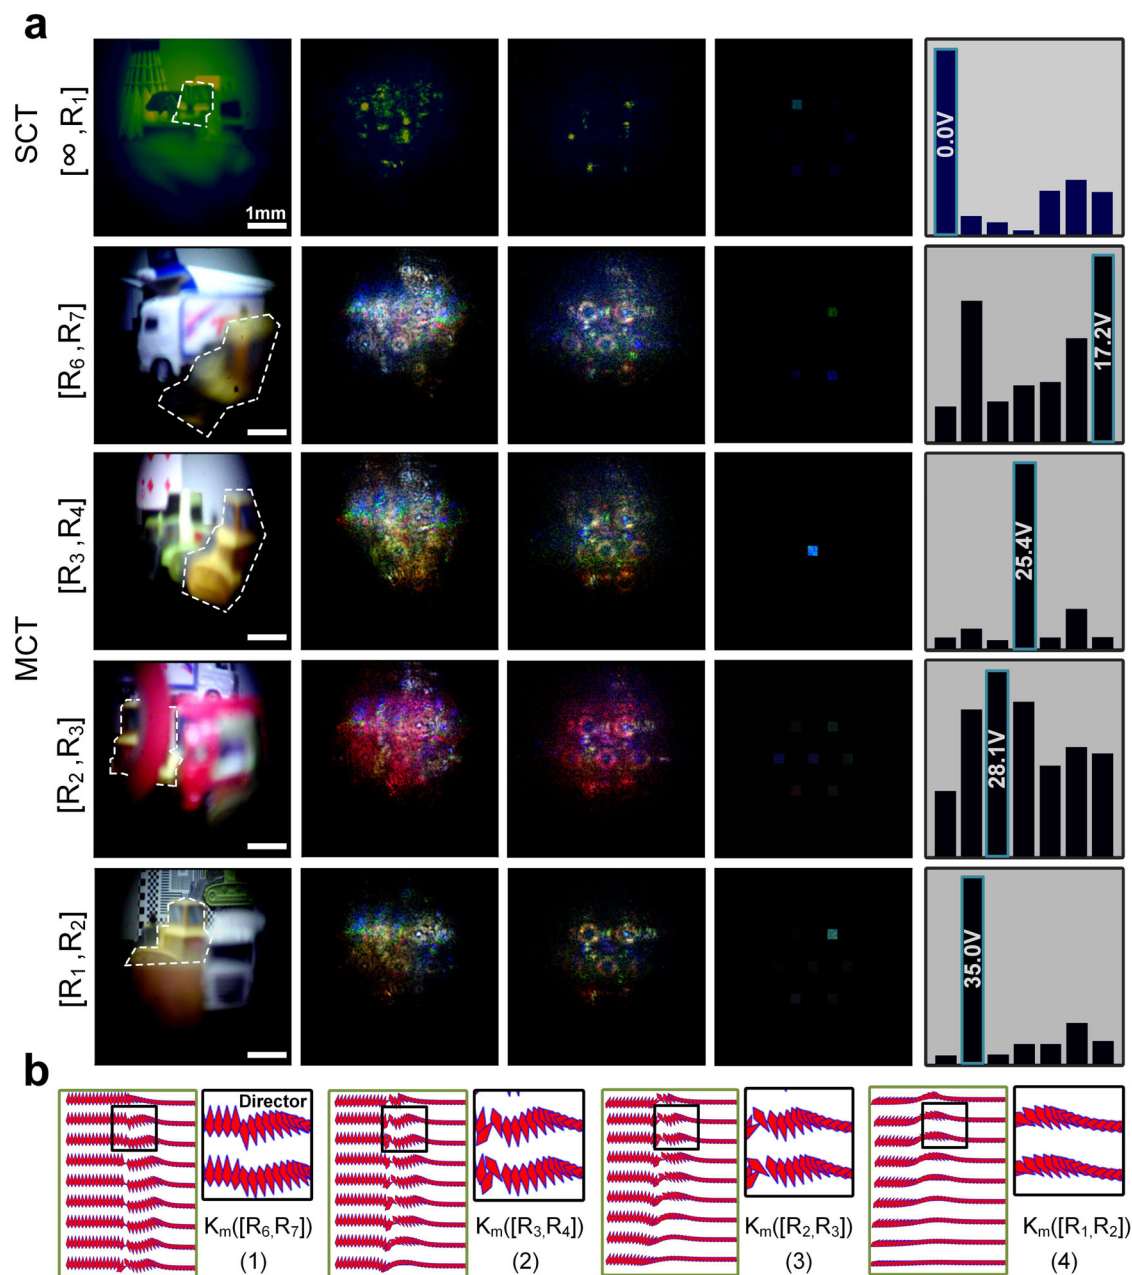 a
SCT
[∞,R1]
1mm
0.0V
MCT
[R6,R7]
17.2V
[R3,R4]
25.4V
[R2,R3]
28.1V
[R1,R2]
35.0V
b
Director
Km([R6,R7])
(1)
Km([R3,R4])
(2)
Km([R2,R3])
(3)
Km([R1,R2])
(4)